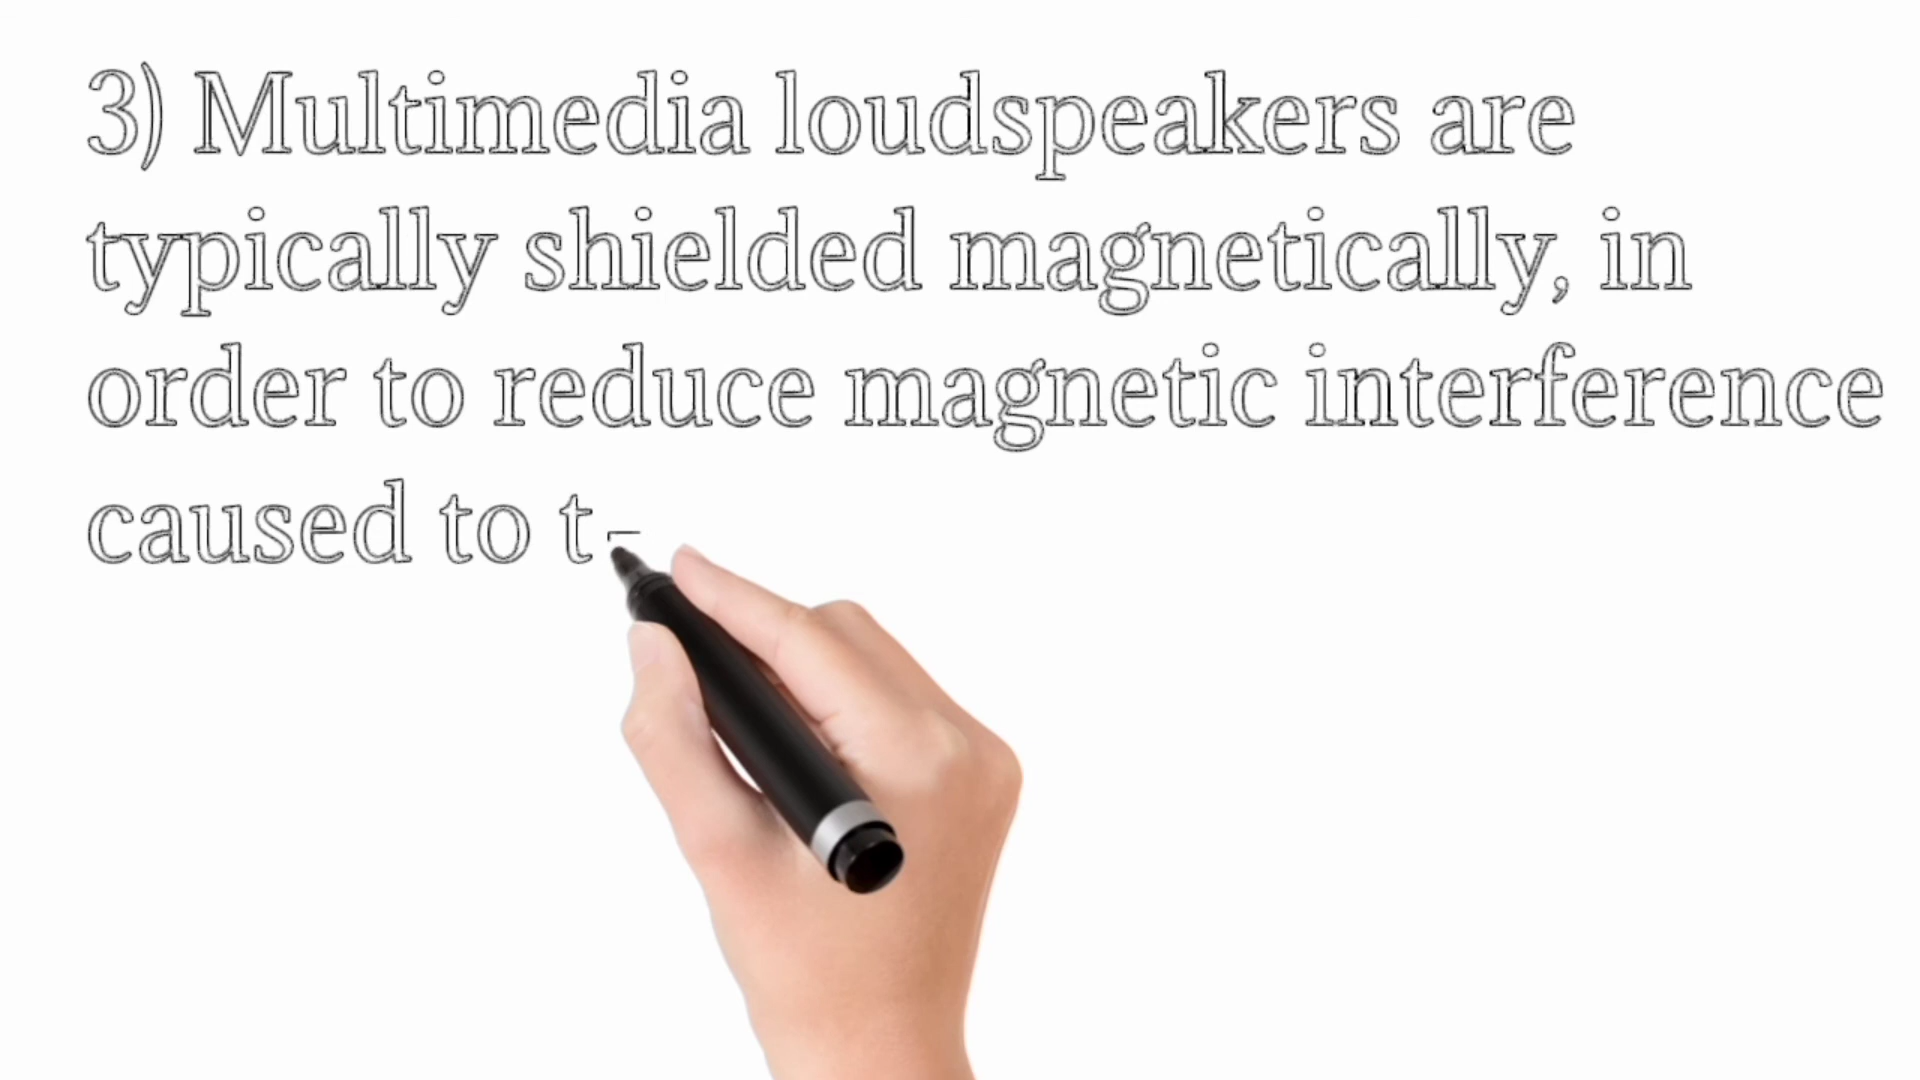 3) Multimedia loudspeakers are
typically shielded magnetically, in
order to reduce magnetic interference
caused to t